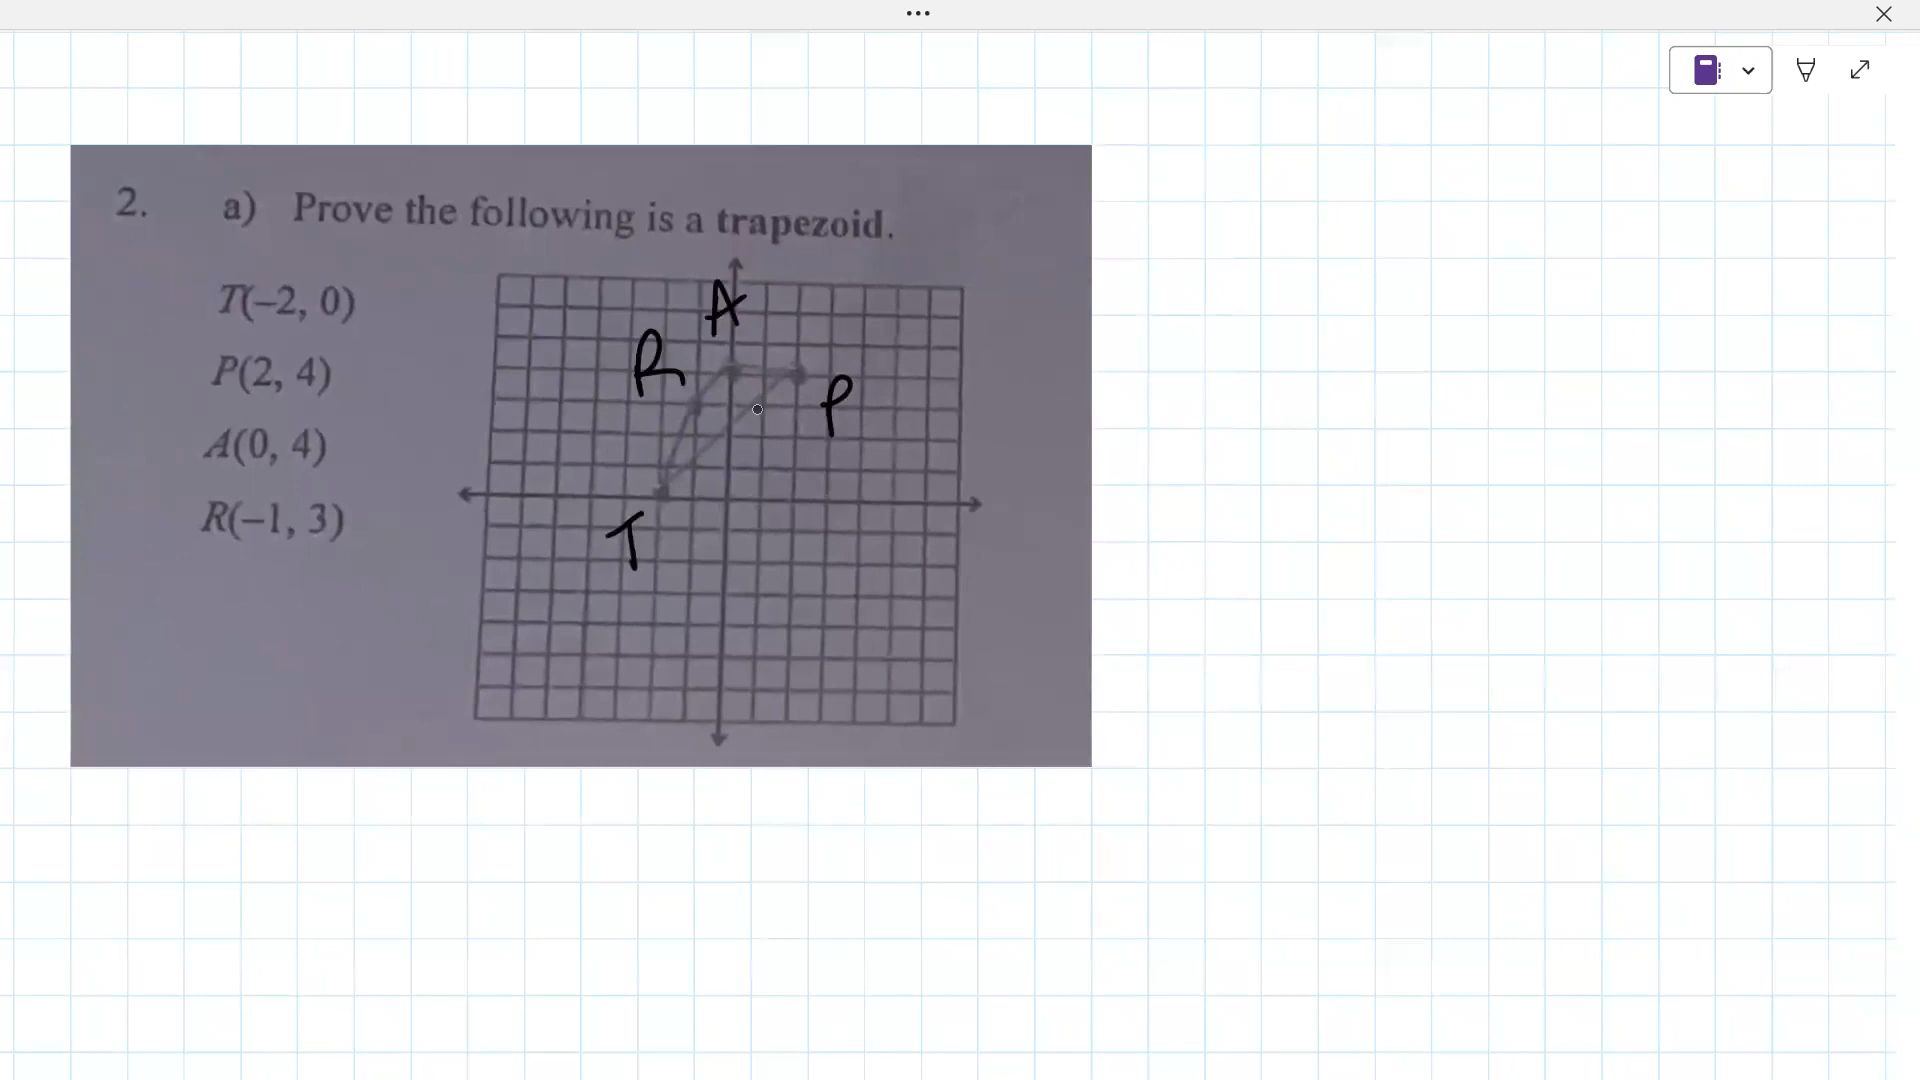 2. a) Prove the following is a trapezoid.
T(–2, 0)
P(2, 4)
A(0, 4)
R(–1, 3)
A
R
P
T